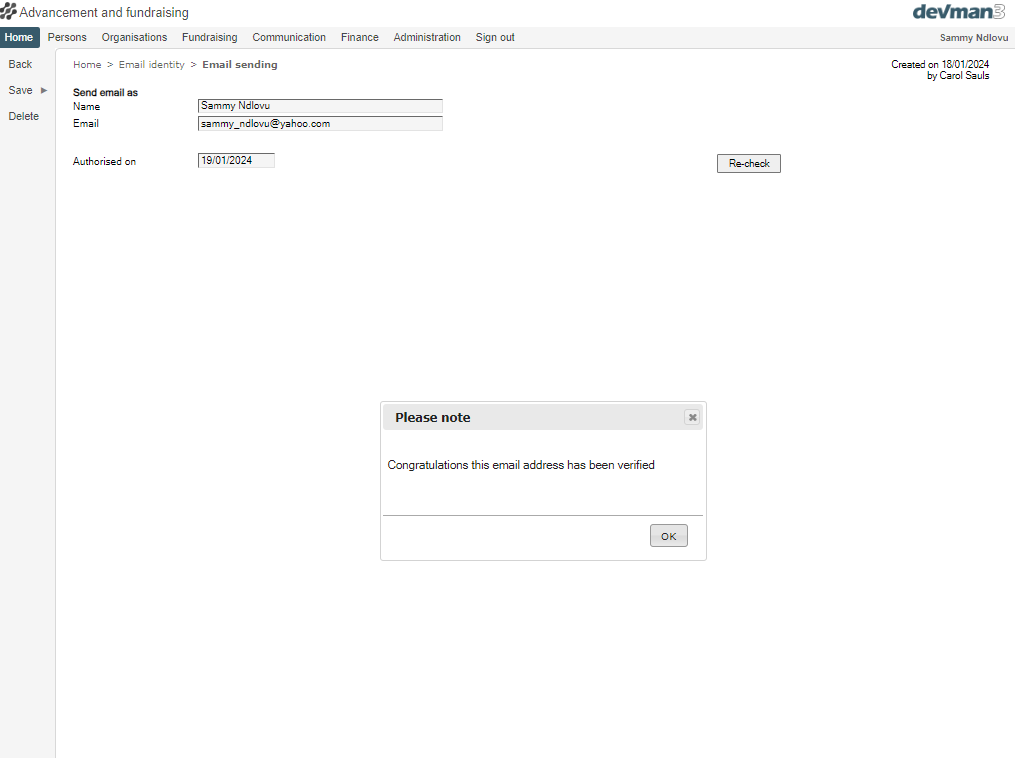 Advancement and fundraising
devman3
Home Persons Organisations Fundraising Communication Finance Administration Sign out Sammy Ndlovu
Back
Save
Delete
Home > Email identity > Email sending
Created on 18/01/2024
by Carol Sauls
Send email as
Name Sammy Ndlovu
Email sammy_ndlovu@yahoo.com
Authorised on 19/01/2024 Re-check
Please note
Congratulations this email address has been verified
OK